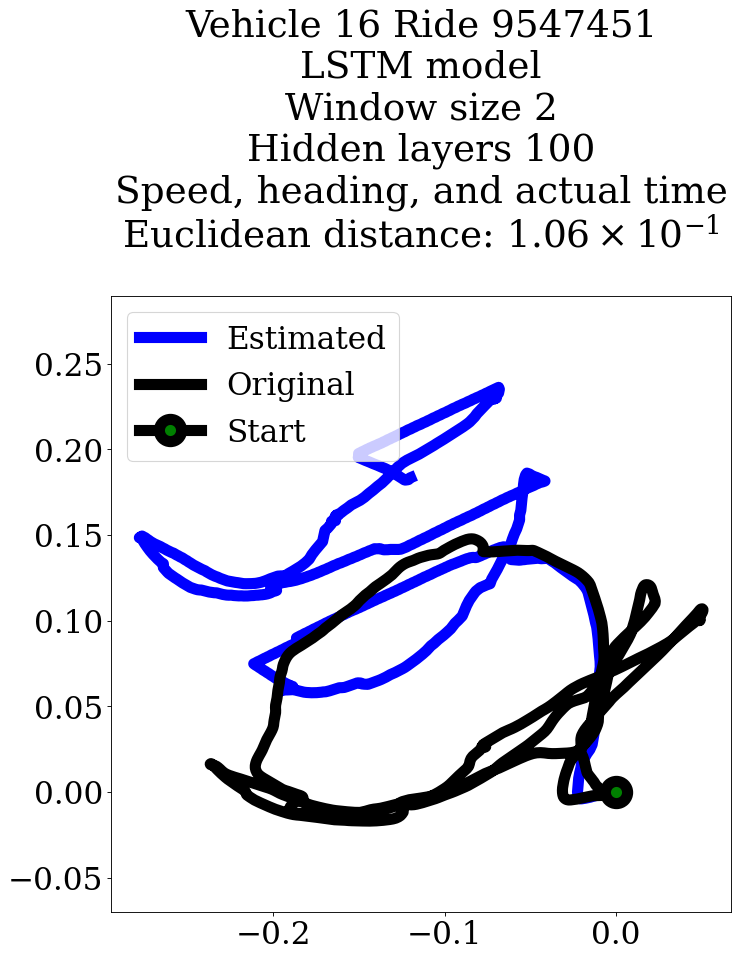 Vehicle 16 Ride 9547451
LSTM model
Window size 2
Hidden layers 100
Speed, heading, and actual time
Euclidean distance: 1.06 × 10⁻¹
Estimated
Original
Start
0.25
0.20
0.15
0.10
0.05
0.00
−0.05
−0.2
−0.1
0.0